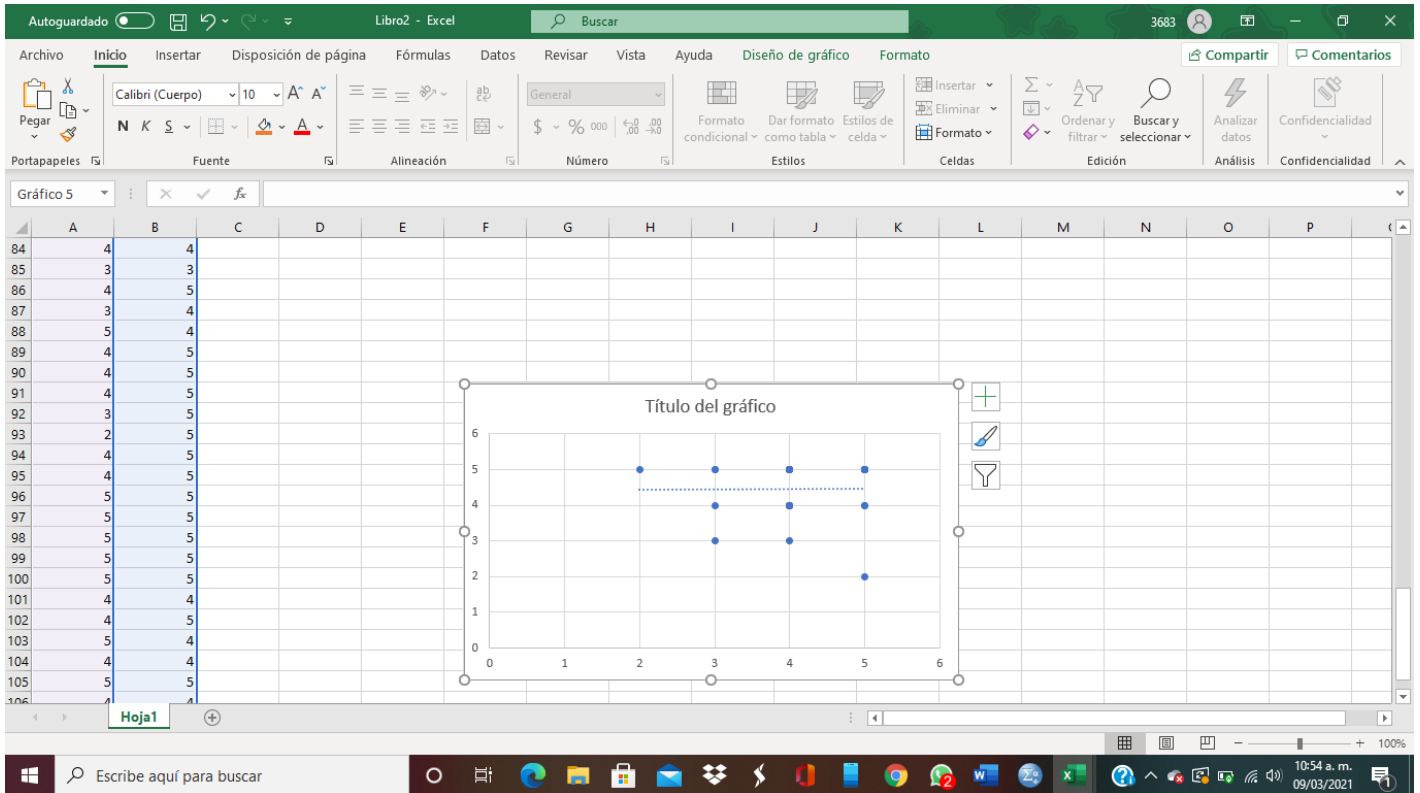 Autoguardado Libro2 - Excel Buscar 3683
Archivo Inicio Insertar Disposición de página Fórmulas Datos Revisar Vista Ayuda Diseño de gráfico Formato Compartir Comentarios
Pegar
Calibri (Cuerpo) 10 A^ Aˇ
N K S A
ab
General
$ % 000
Formato condicional
Dar formato como tabla
Estilos de celda
Insertar
Eliminar
Formato
Ordenar y filtrar
Buscar y seleccionar
Analizar datos
Confidencialidad
Portapapeles Fuente Alineación Número Estilos Celdas Edición Análisis Confidencialidad
Gráfico 5 fx
A B C D E F G H I J K L M N O P
84 4 4
85 3 3
86 4 5
87 3 4
88 5 4
89 4 5
90 4 5
91 4 5
92 3 5
93 2 5
94 4 5
95 4 5
96 5 5
97 5 5
98 5 5
99 5 5
100 5 5
101 4 4
102 4 5
103 5 4
104 4 4
105 5 5
106 4 4
Título del gráfico
6
5
4
3
2
1
0
0 1 2 3 4 5 6
Hoja1
100%
Escribe aquí para buscar
10:54 a. m.
09/03/2021